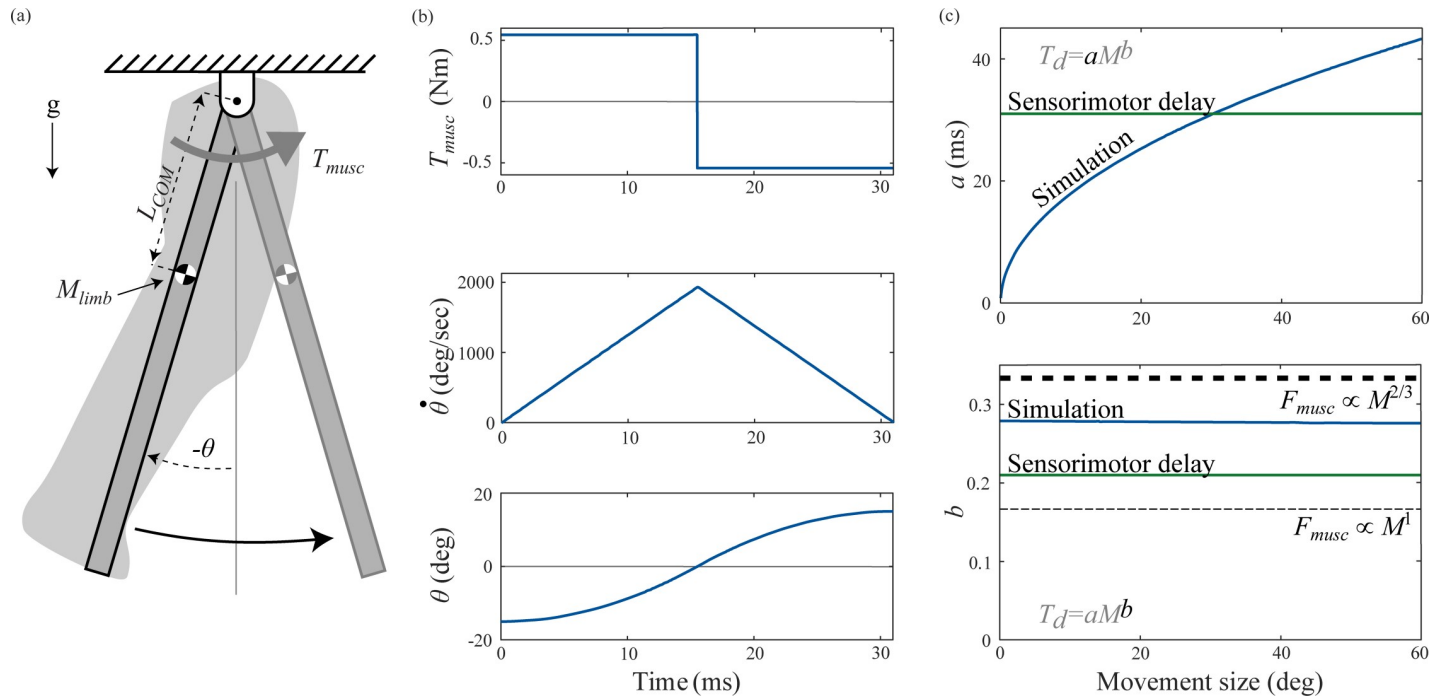 (a)
g
L_COM
T_musc
M_limb
-θ
(b)
T_musc (Nm)
0.5
0
-0.5
0 10 20 30
θ̇ (deg/sec)
2000
1000
0
0 10 20 30
θ (deg)
20
0
-20
0 10 20 30
Time (ms)
(c)
a (ms)
40
20
0
T_d=aM^b
Sensorimotor delay
Simulation
0 20 40 60
b
0.3
0.2
0.1
0
F_musc ∝ M^2/3
Simulation
Sensorimotor delay
F_musc ∝ M^1
T_d=aM^b
0 20 40 60
Movement size (deg)